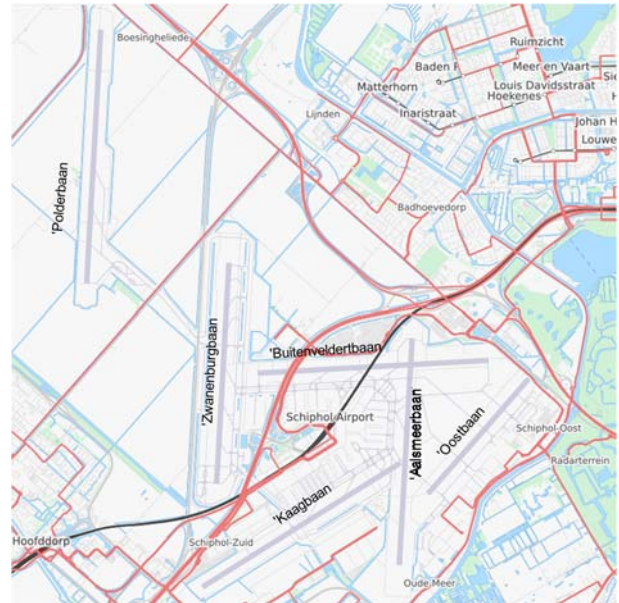 Boesingheliede
Ruimzicht
Baden P
Meer en Vaart
Sie
Matterhorn
Louis Davidsstraat
Hoekenes
H
Lijnden
Inaristraat
Johan H
Louwe
'Polderbaan
Badhoevedorp
'Zwanenburgbaan
'Buitenveldertbaan
Schiphol Airport
'Aalsmeerbaan
'Oostbaan
Schiphol-Oost
Radarterrein
'Kaagbaan
Hoofddorp
Schiphol-Zuid
Oude Meer